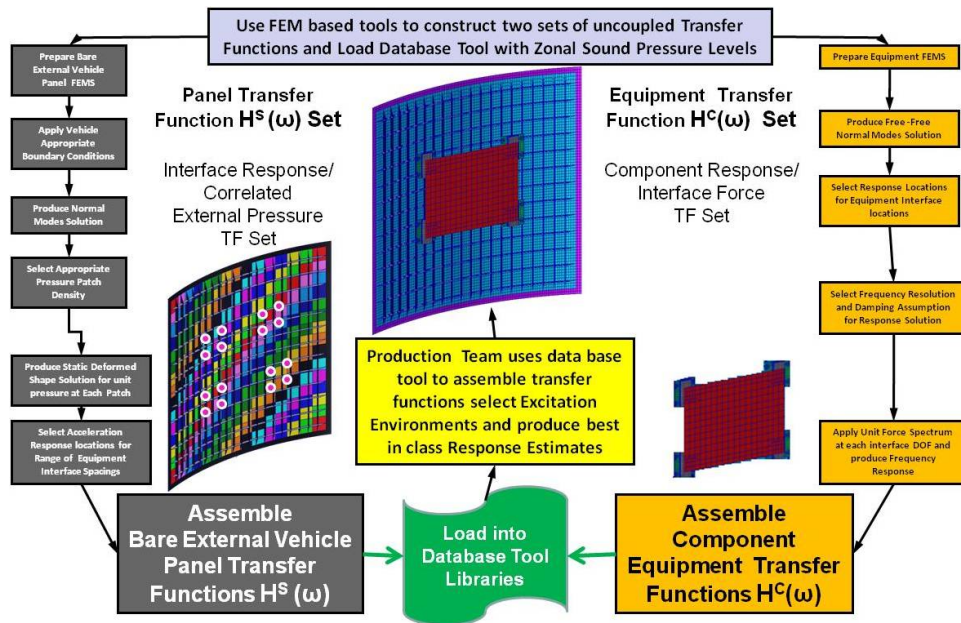 Use FEM based tools to construct two sets of uncoupled Transfer
Functions and Load Database Tool with Zonal Sound Pressure Levels
Prepare Bare
External Vehicle
Panel FEMS
Apply Vehicle
Appropriate
Boundary Conditions
Produce Normal
Modes Solution
Select Appropriate
Pressure Patch
Density
Produce Static Deformed
Shape Solution for unit
pressure at Each Patch
Select Acceleration
Response locations for
Range of Equipment
Interface Spacings
Assemble
Bare External Vehicle
Panel Transfer
Functions H^S (ω)
Panel Transfer
Function H^S (ω) Set
Interface Response/
Correlated
External Pressure
TF Set
Equipment Transfer
Function H^C(ω) Set
Component Response/
Interface Force
TF Set
Production Team uses data base
tool to assemble transfer
functions select Excitation
Environments and produce best
in class Response Estimates
Load into
Database Tool
Libraries
Prepare Equipment FEMS
Produce Free -Free
Normal Modes Solution
Select Response Locations
for Equipment Interface
locations
Select Frequency Resolution
and Damping Assumption
for Response Solution
Apply Unit Force Spectrum
at each interface DOF and
produce Frequency
Response
Assemble
Component
Equipment Transfer
Functions H^C(ω)